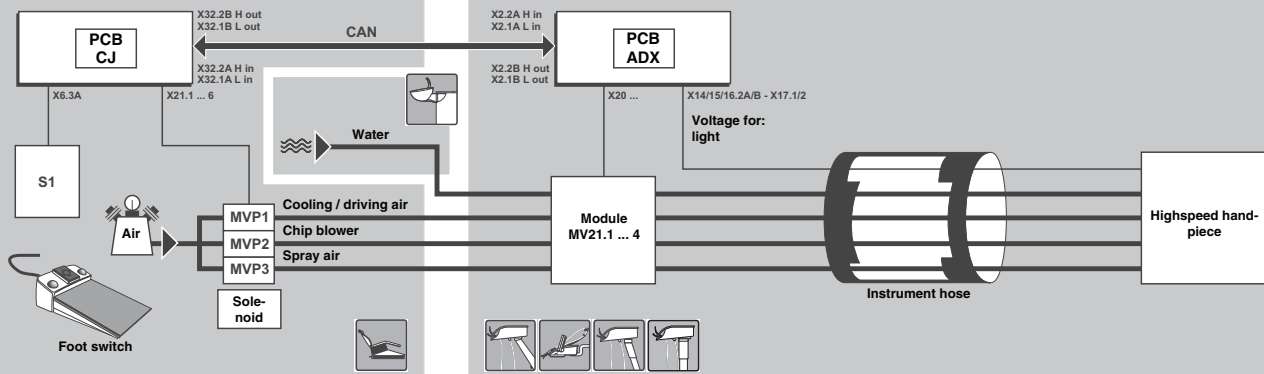 X32.2B H out
X32.1B L out
X2.2A H in
X2.1A L in
PCB
CJ
CAN
PCB
ADX
X32.2A H in
X32.1A L in
X2.2B H out
X2.1B L out
X6.3A
X21.1 ... 6
X20 ...
X14/15/16.2A/B - X17.1/2
Voltage for:
light
Water
S1
Cooling / driving air
MVP1
Module
MV21.1 ... 4
Highspeed hand-
piece
Air
Chip blower
MVP2
Spray air
MVP3
Instrument hose
Sole-
noid
Foot switch